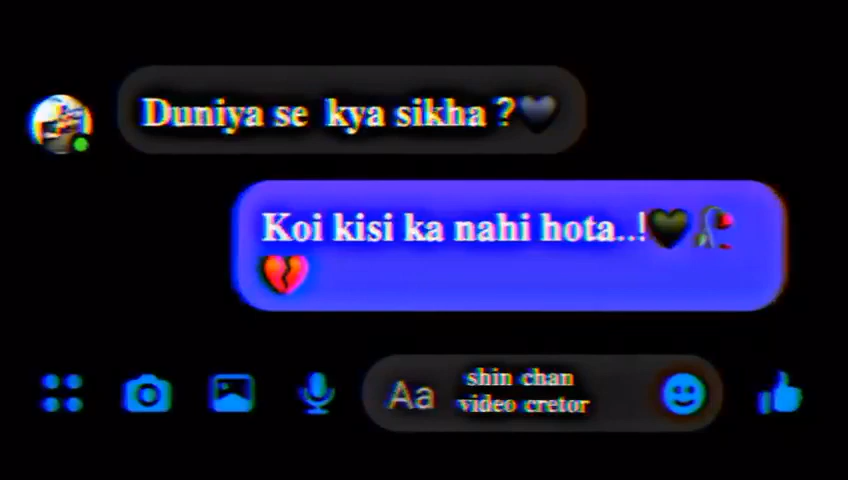 Duniya se kya sikha ?🖤
Koi kisi ka nahi hota..!🖤🥀
💔
Aa
shin chan
video cretor